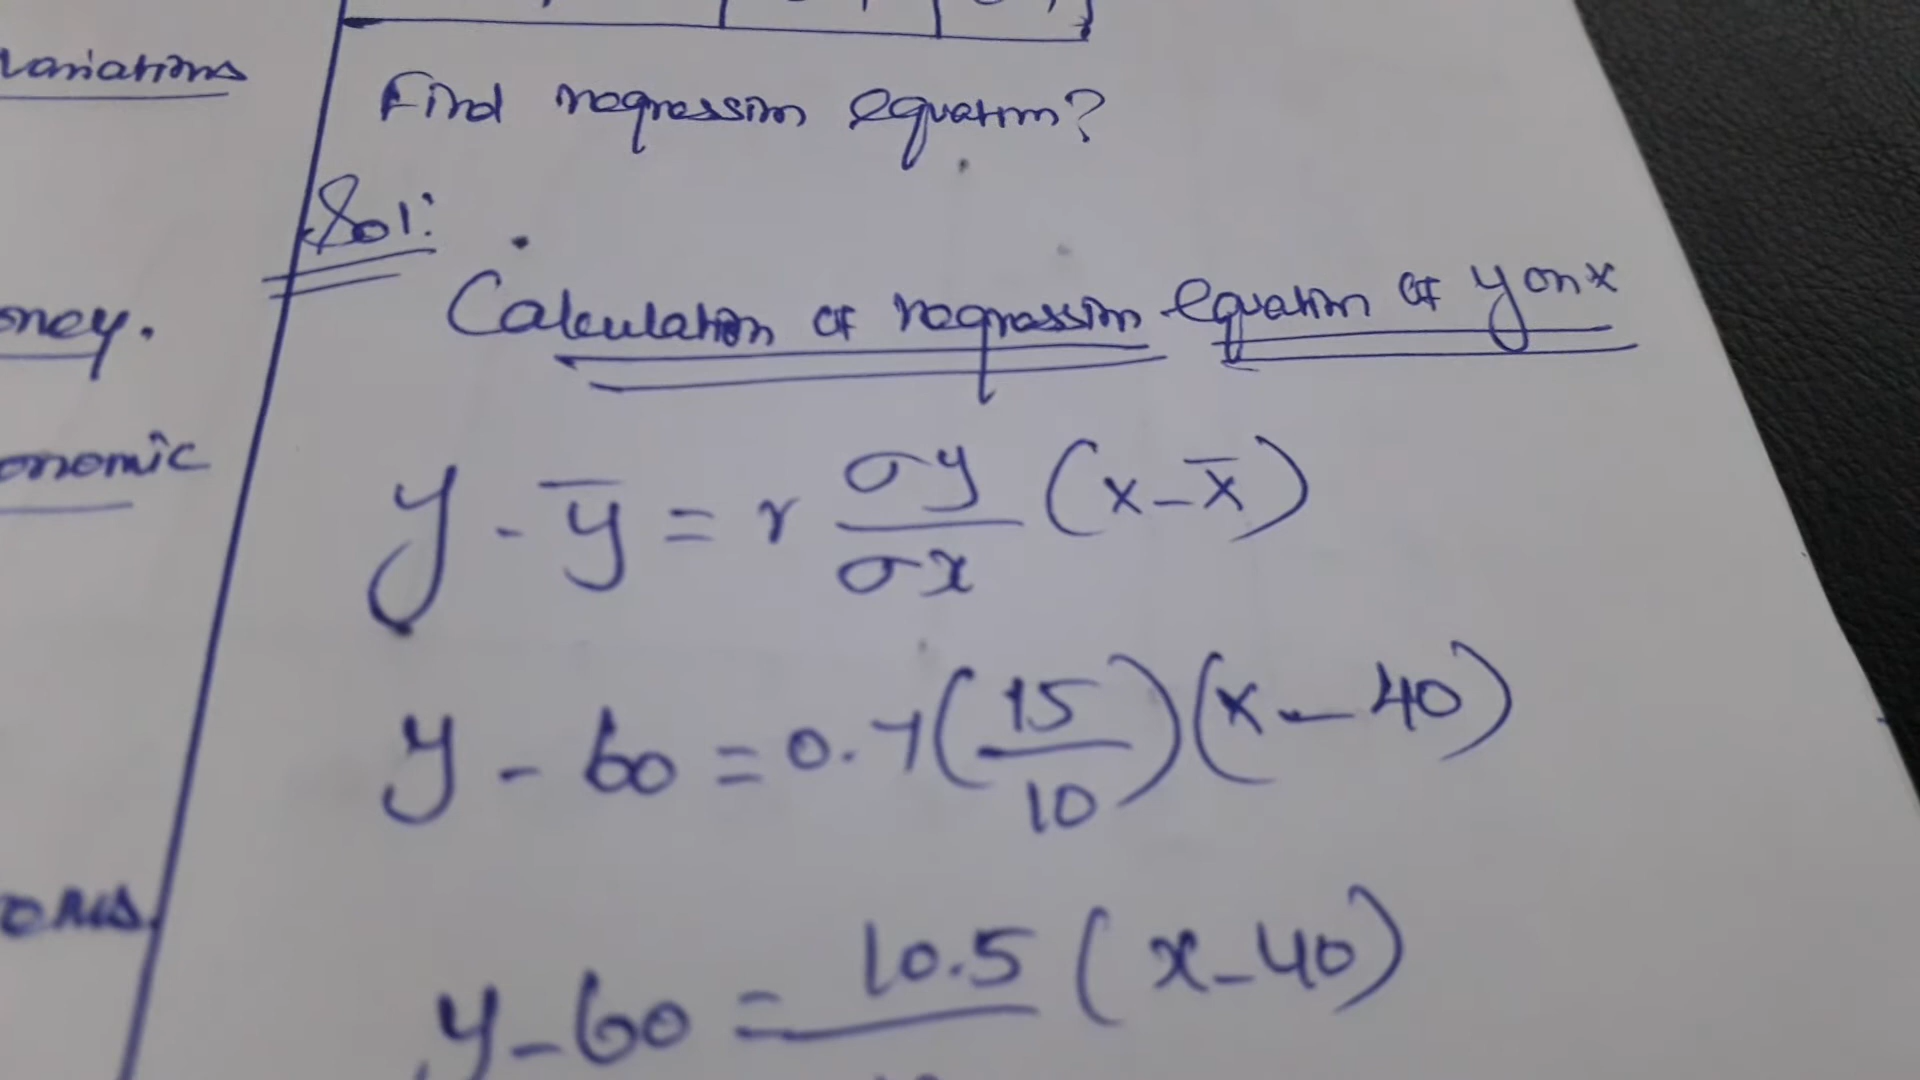 variations
Find regression equation?
Sol:
Calculation of regression equation of y on x
y - y̅ = r σy/σx (x - x̅)
y - 60 = 0.7 (15/10) (x - 40)
y - 60 = 10.5 (x - 40)
oney.
onomic